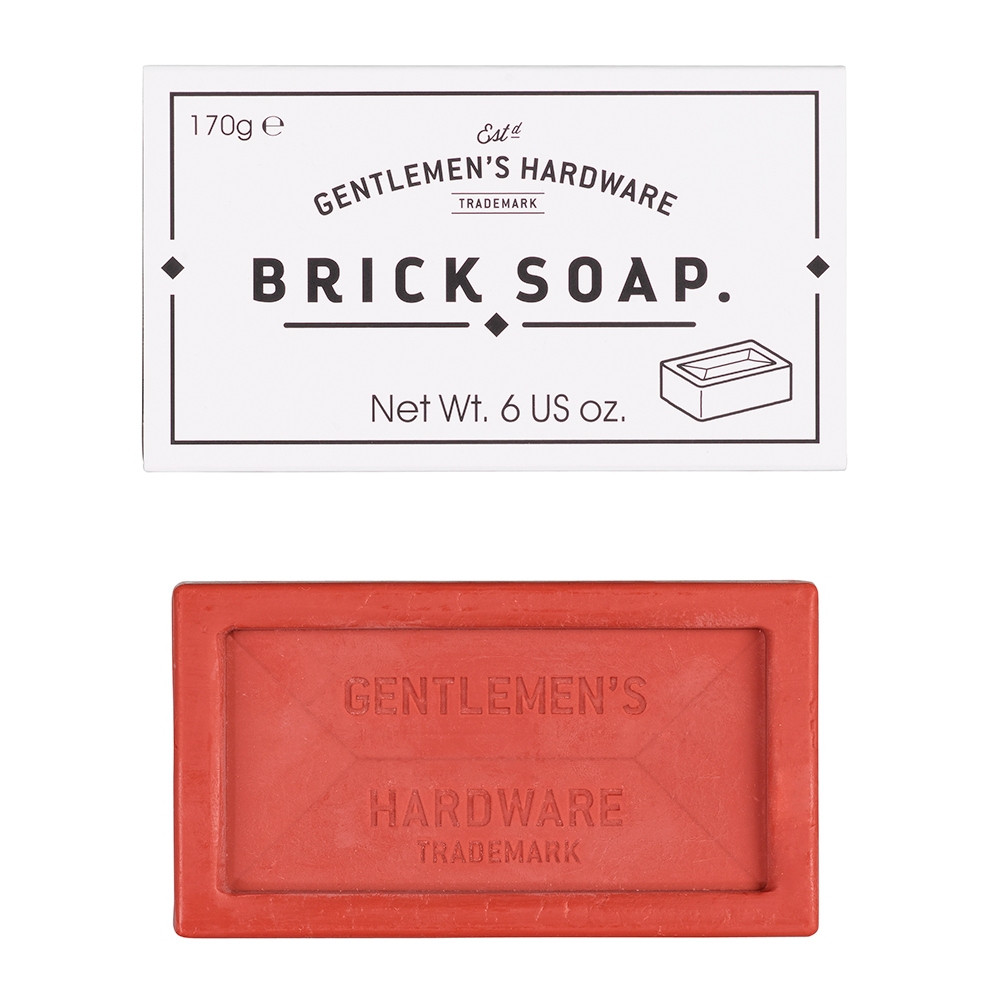 170g ℮
Estd
GENTLEMEN'S HARDWARE
TRADEMARK
BRICK SOAP.
Net Wt. 6 US oz.
GENTLEMEN'S
HARDWARE
TRADEMARK